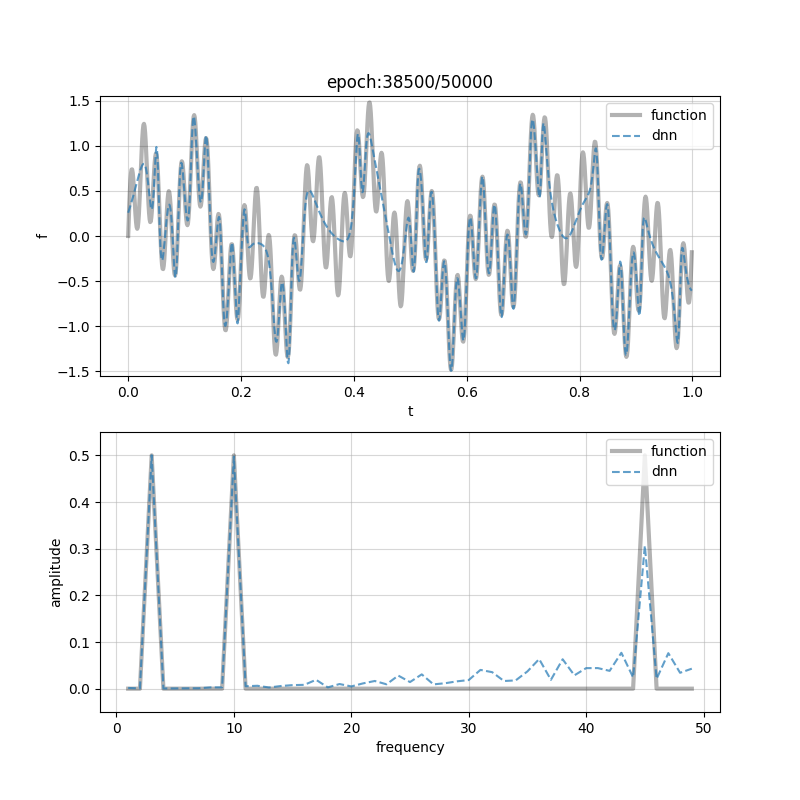 epoch:38500/50000
1.5
1.0
0.5
0.0
−0.5
−1.0
−1.5
f
function
dnn
0.0 0.2 0.4 0.6 0.8 1.0
t
0.5
0.4
0.3
0.2
0.1
0.0
amplitude
function
dnn
0 10 20 30 40 50
frequency